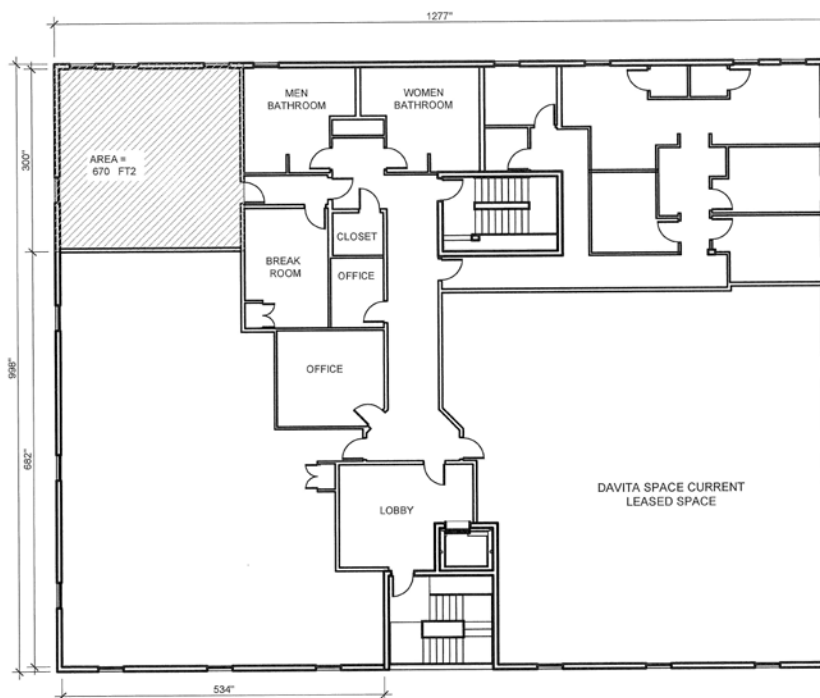 1277"
MEN
BATHROOM
WOMEN
BATHROOM
300"
AREA =
670 FT2
CLOSET
BREAK
ROOM
OFFICE
998"
OFFICE
682"
DAVITA SPACE CURRENT
LEASED SPACE
LOBBY
534"